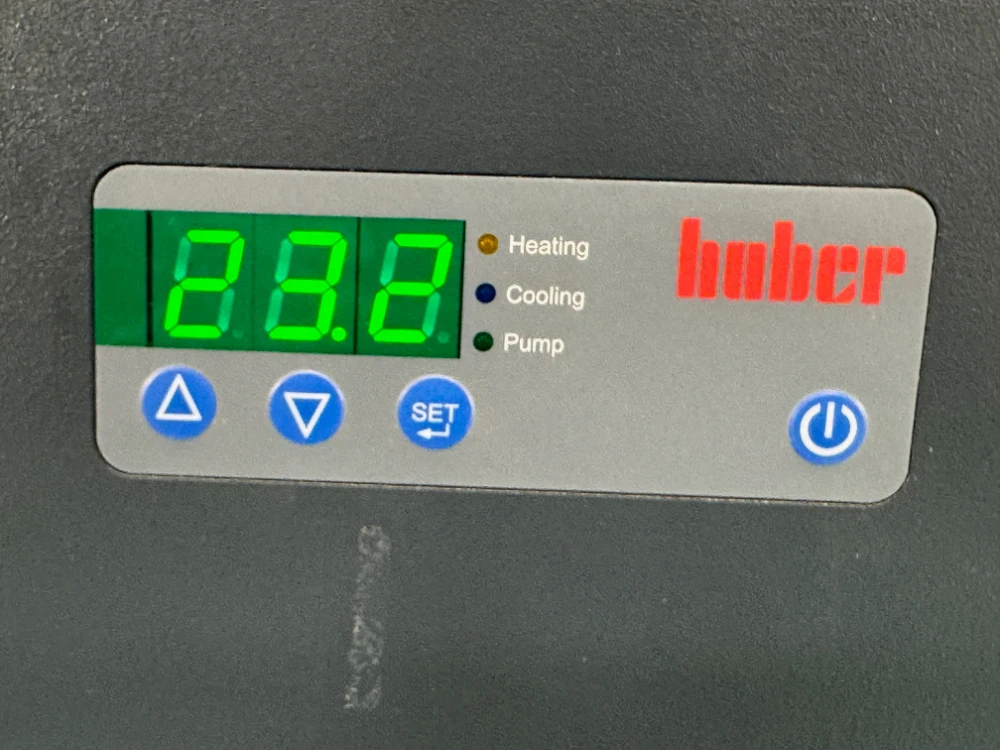 23.2
Heating
Cooling
Pump
huber
SET